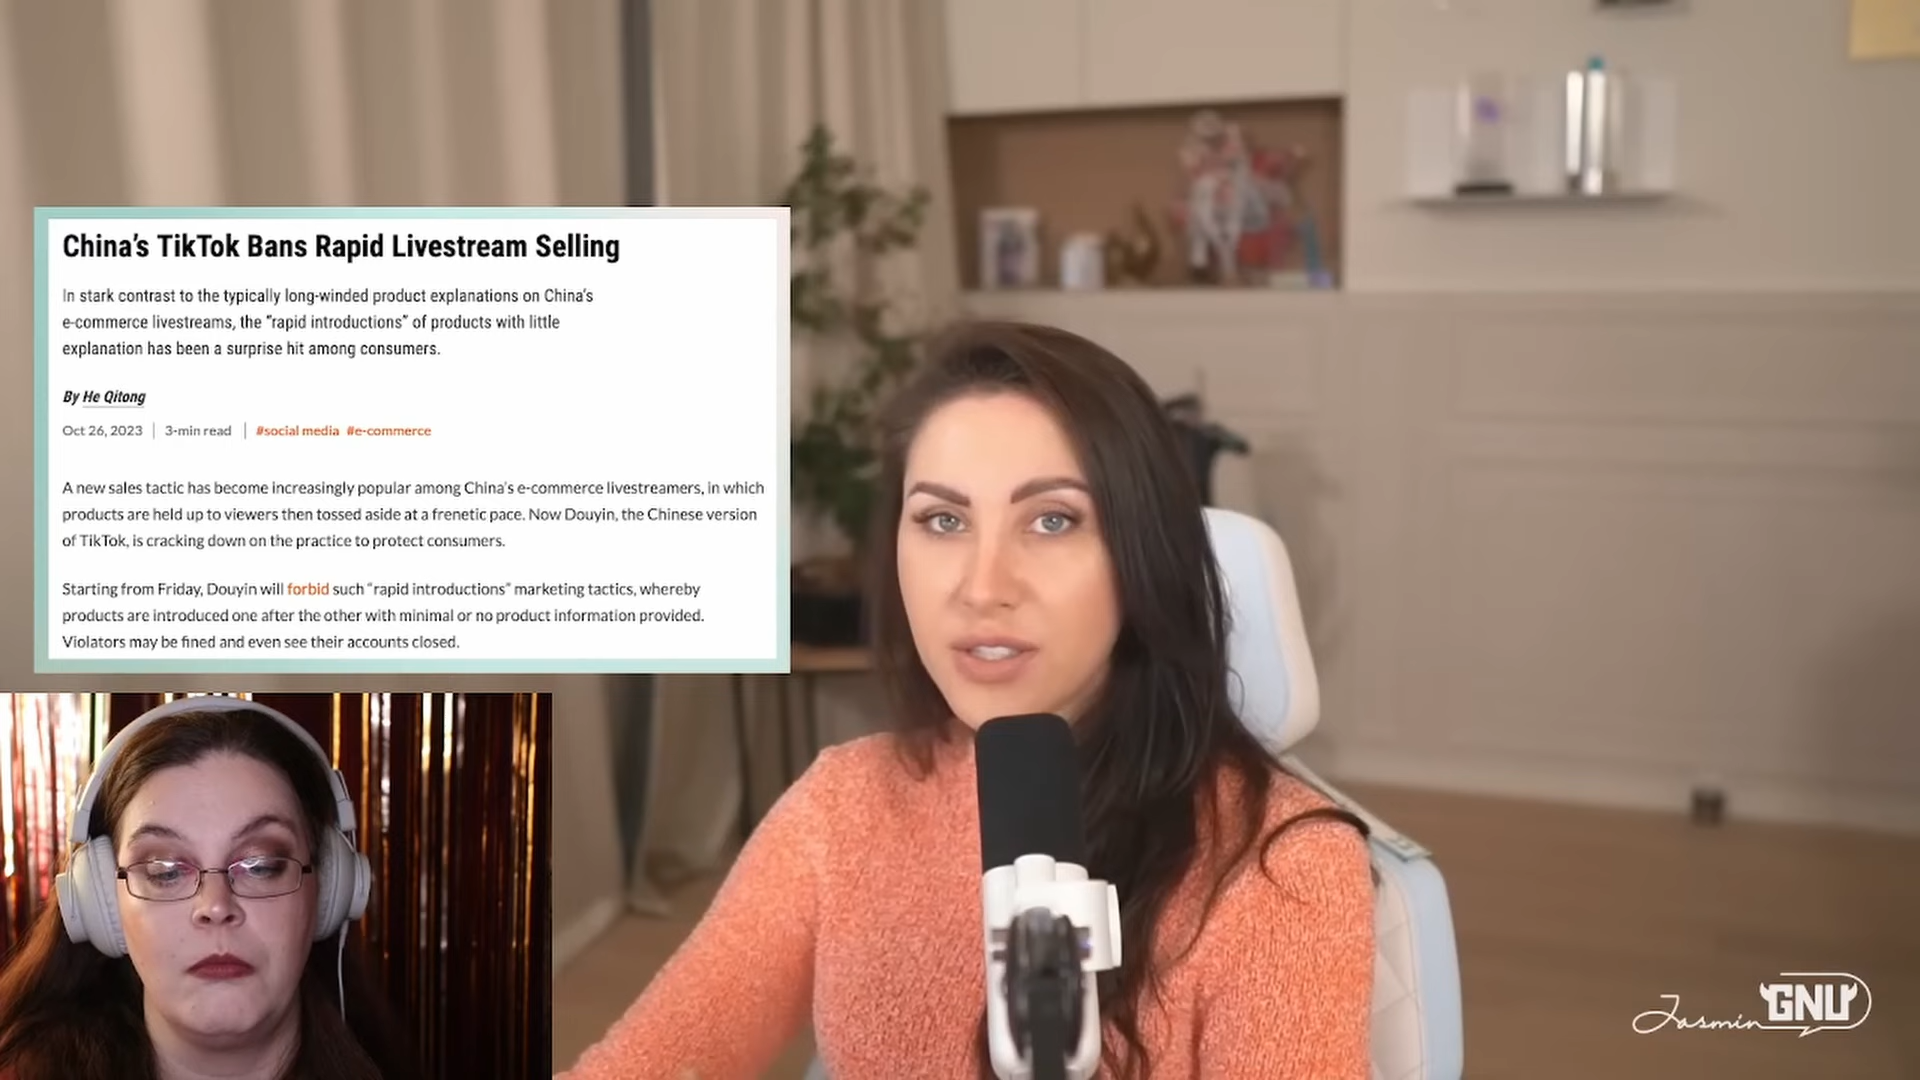 China's TikTok Bans Rapid Livestream Selling
In stark contrast to the typically long-winded product explanations on China's
e-commerce livestreams, the "rapid introductions" of products with little
explanation has been a surprise hit among consumers.
By He Qitong
Oct 26, 2023 | 3-min read | #social media #e-commerce
A new sales tactic has become increasingly popular among China's e-commerce livestreamers, in which
products are held up to viewers then tossed aside at a frenetic pace. Now Douyin, the Chinese version
of TikTok, is cracking down on the practice to protect consumers.
Starting from Friday, Douyin will forbid such "rapid introductions" marketing tactics, whereby
products are introduced one after the other with minimal or no product information provided.
Violators may be fined and even see their accounts closed.
Jasmin GNU